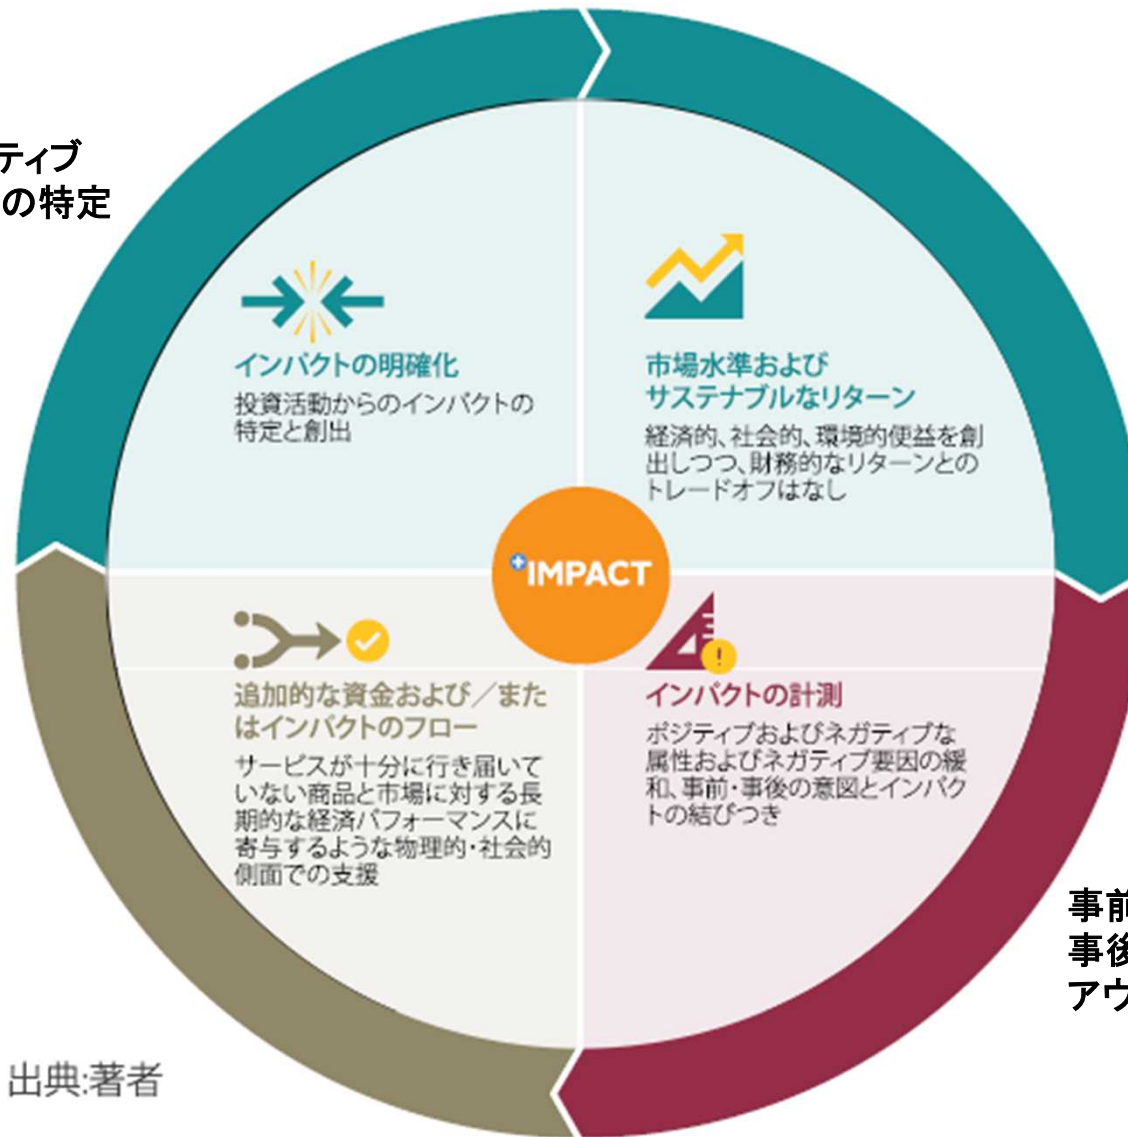 ティブ
の特定
インパクトの明確化
投資活動からのインパクトの
特定と創出
市場水準および
サステナブルなリターン
経済的、社会的、環境的便益を創
出しつつ、財務的なリターンとの
トレードオフはなし
+IMPACT
追加的な資金および／また
はインパクトのフロー
サービスが十分に行き届いて
いない商品と市場に対する長
期的な経済パフォーマンスに
寄与するような物理的・社会的
側面での支援
インパクトの計測
ポジティブおよびネガティブな
属性およびネガティブ要因の緩
和、事前・事後の意図とインパク
トの結びつき
事前
事後
アウ
出典:著者